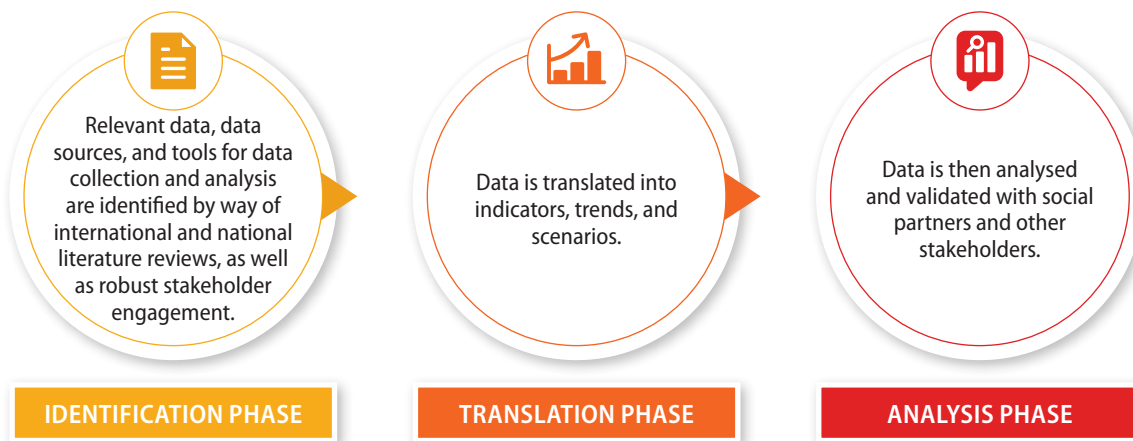 Relevant data, data
sources, and tools for data
collection and analysis
are identified by way of
international and national
literature reviews, as well
as robust stakeholder
engagement.
IDENTIFICATION PHASE
Data is translated into
indicators, trends, and
scenarios.
TRANSLATION PHASE
Data is then analysed
and validated with social
partners and other
stakeholders.
ANALYSIS PHASE